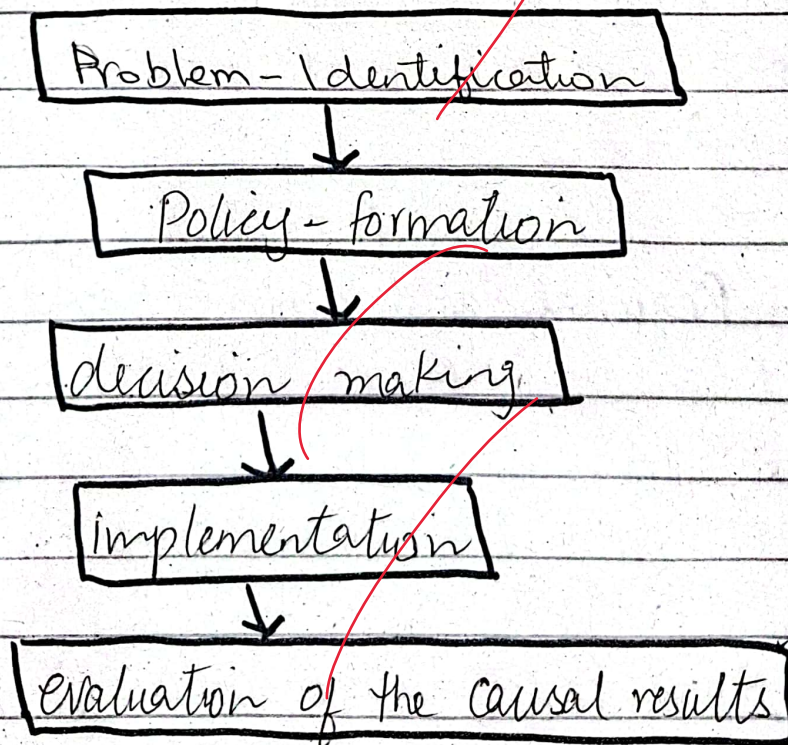 Problem - Identification
Policy - formation
decision making
implementation
evaluation of the causal results